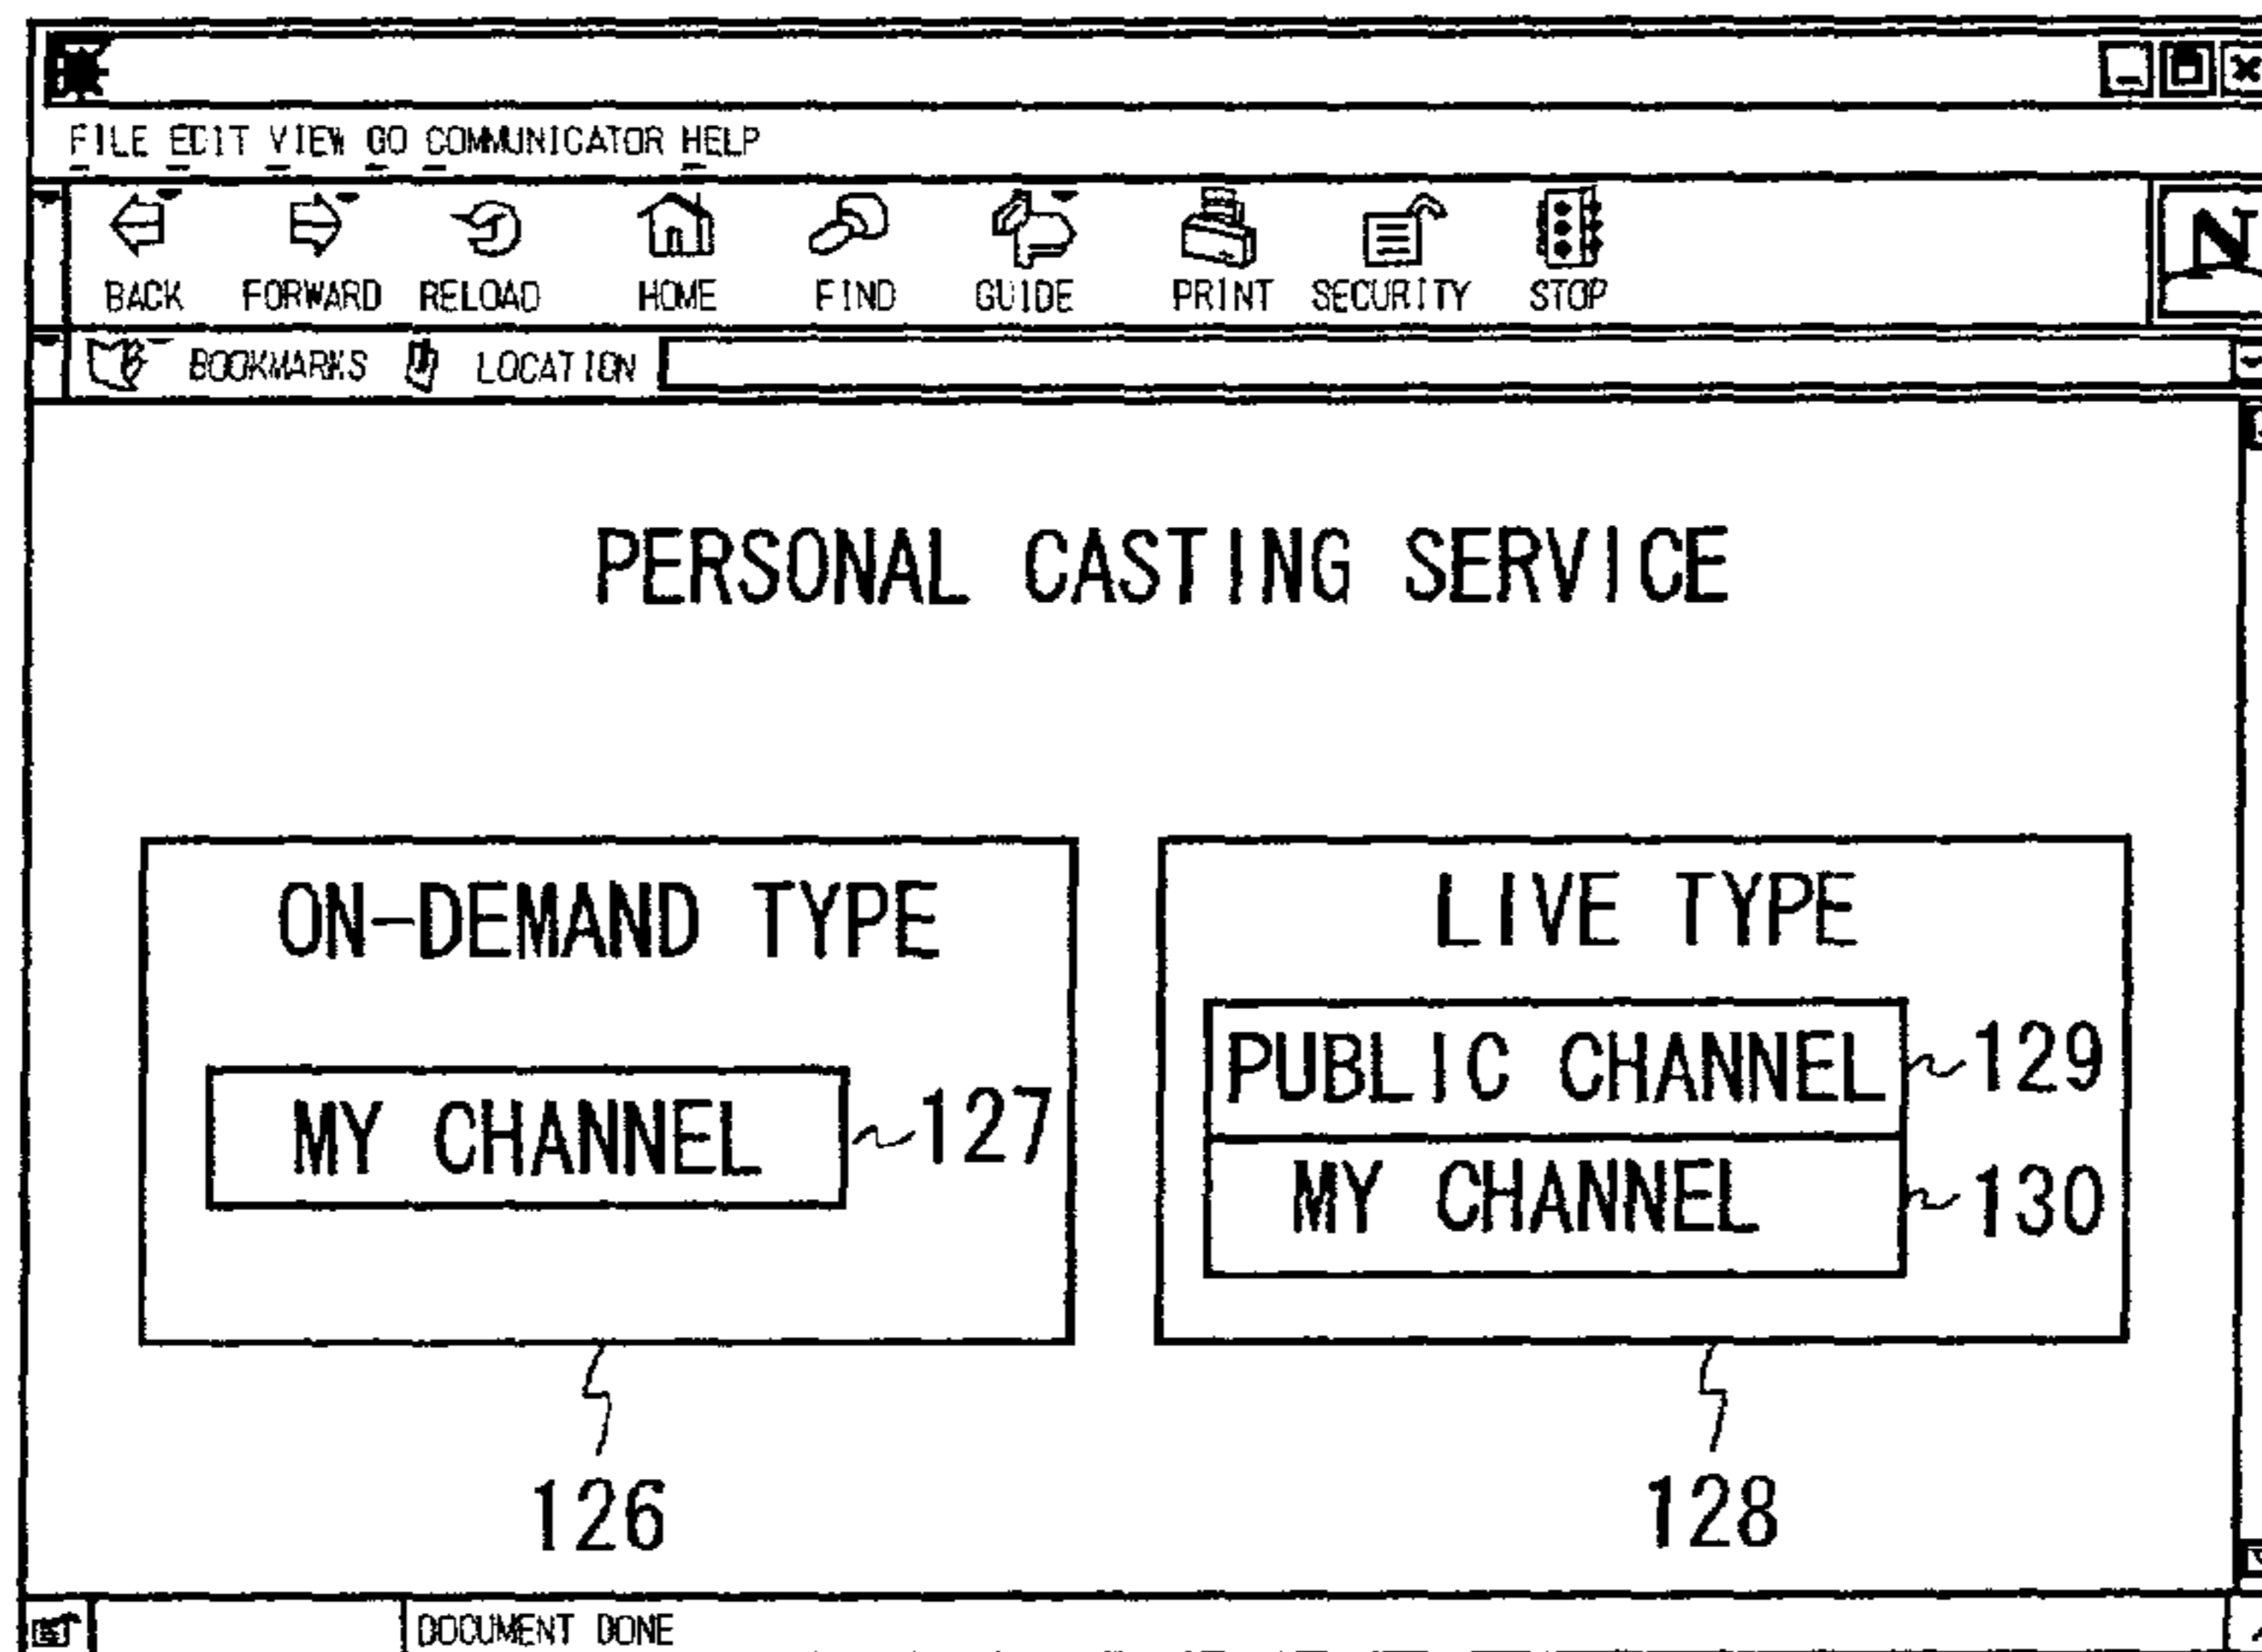 FILE EDIT VIEW GO COMMUNICATOR HELP
BACK FORWARD RELOAD HOME FIND GUIDE PRINT SECURITY STOP
N
BOOKMARKS LOCATION
PERSONAL CASTING SERVICE
ON-DEMAND TYPE
MY CHANNEL 127
126
LIVE TYPE
PUBLIC CHANNEL 129
MY CHANNEL 130
128
DOCUMENT DONE